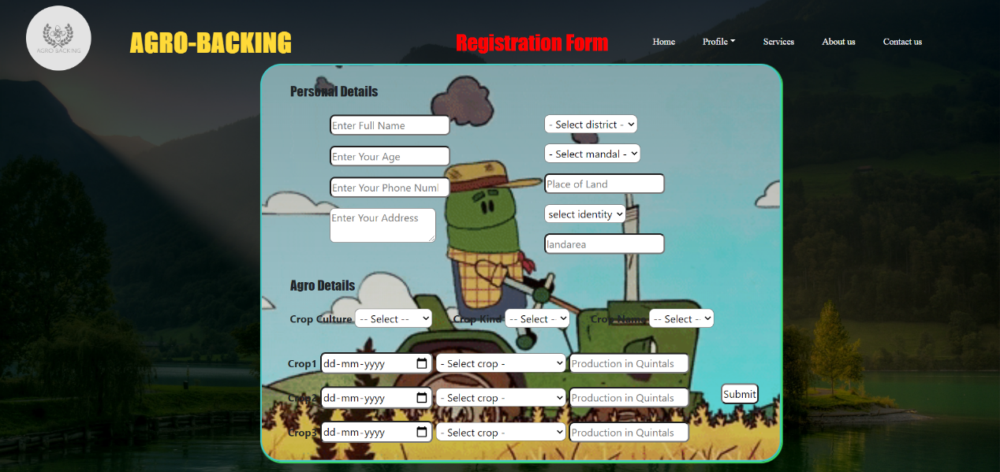 AGRO BACKING
AGRO-BACKING
Registration Form
Home Profile Services About us Contact us
Personal Details
Enter Full Name
- Select district -
Enter Your Age
- Select mandal -
Enter Your Phone Numl
Place of Land
Enter Your Address
select identity
landarea
Agro Details
Crop Culture -- Select -- Crop Kind -- Select - Crop Name -- Select -
Crop1 dd-mm-yyyy - Select crop - Production in Quintals
Crop2 dd-mm-yyyy - Select crop - Production in Quintals
Submit
Crop3 dd-mm-yyyy - Select crop - Production in Quintals